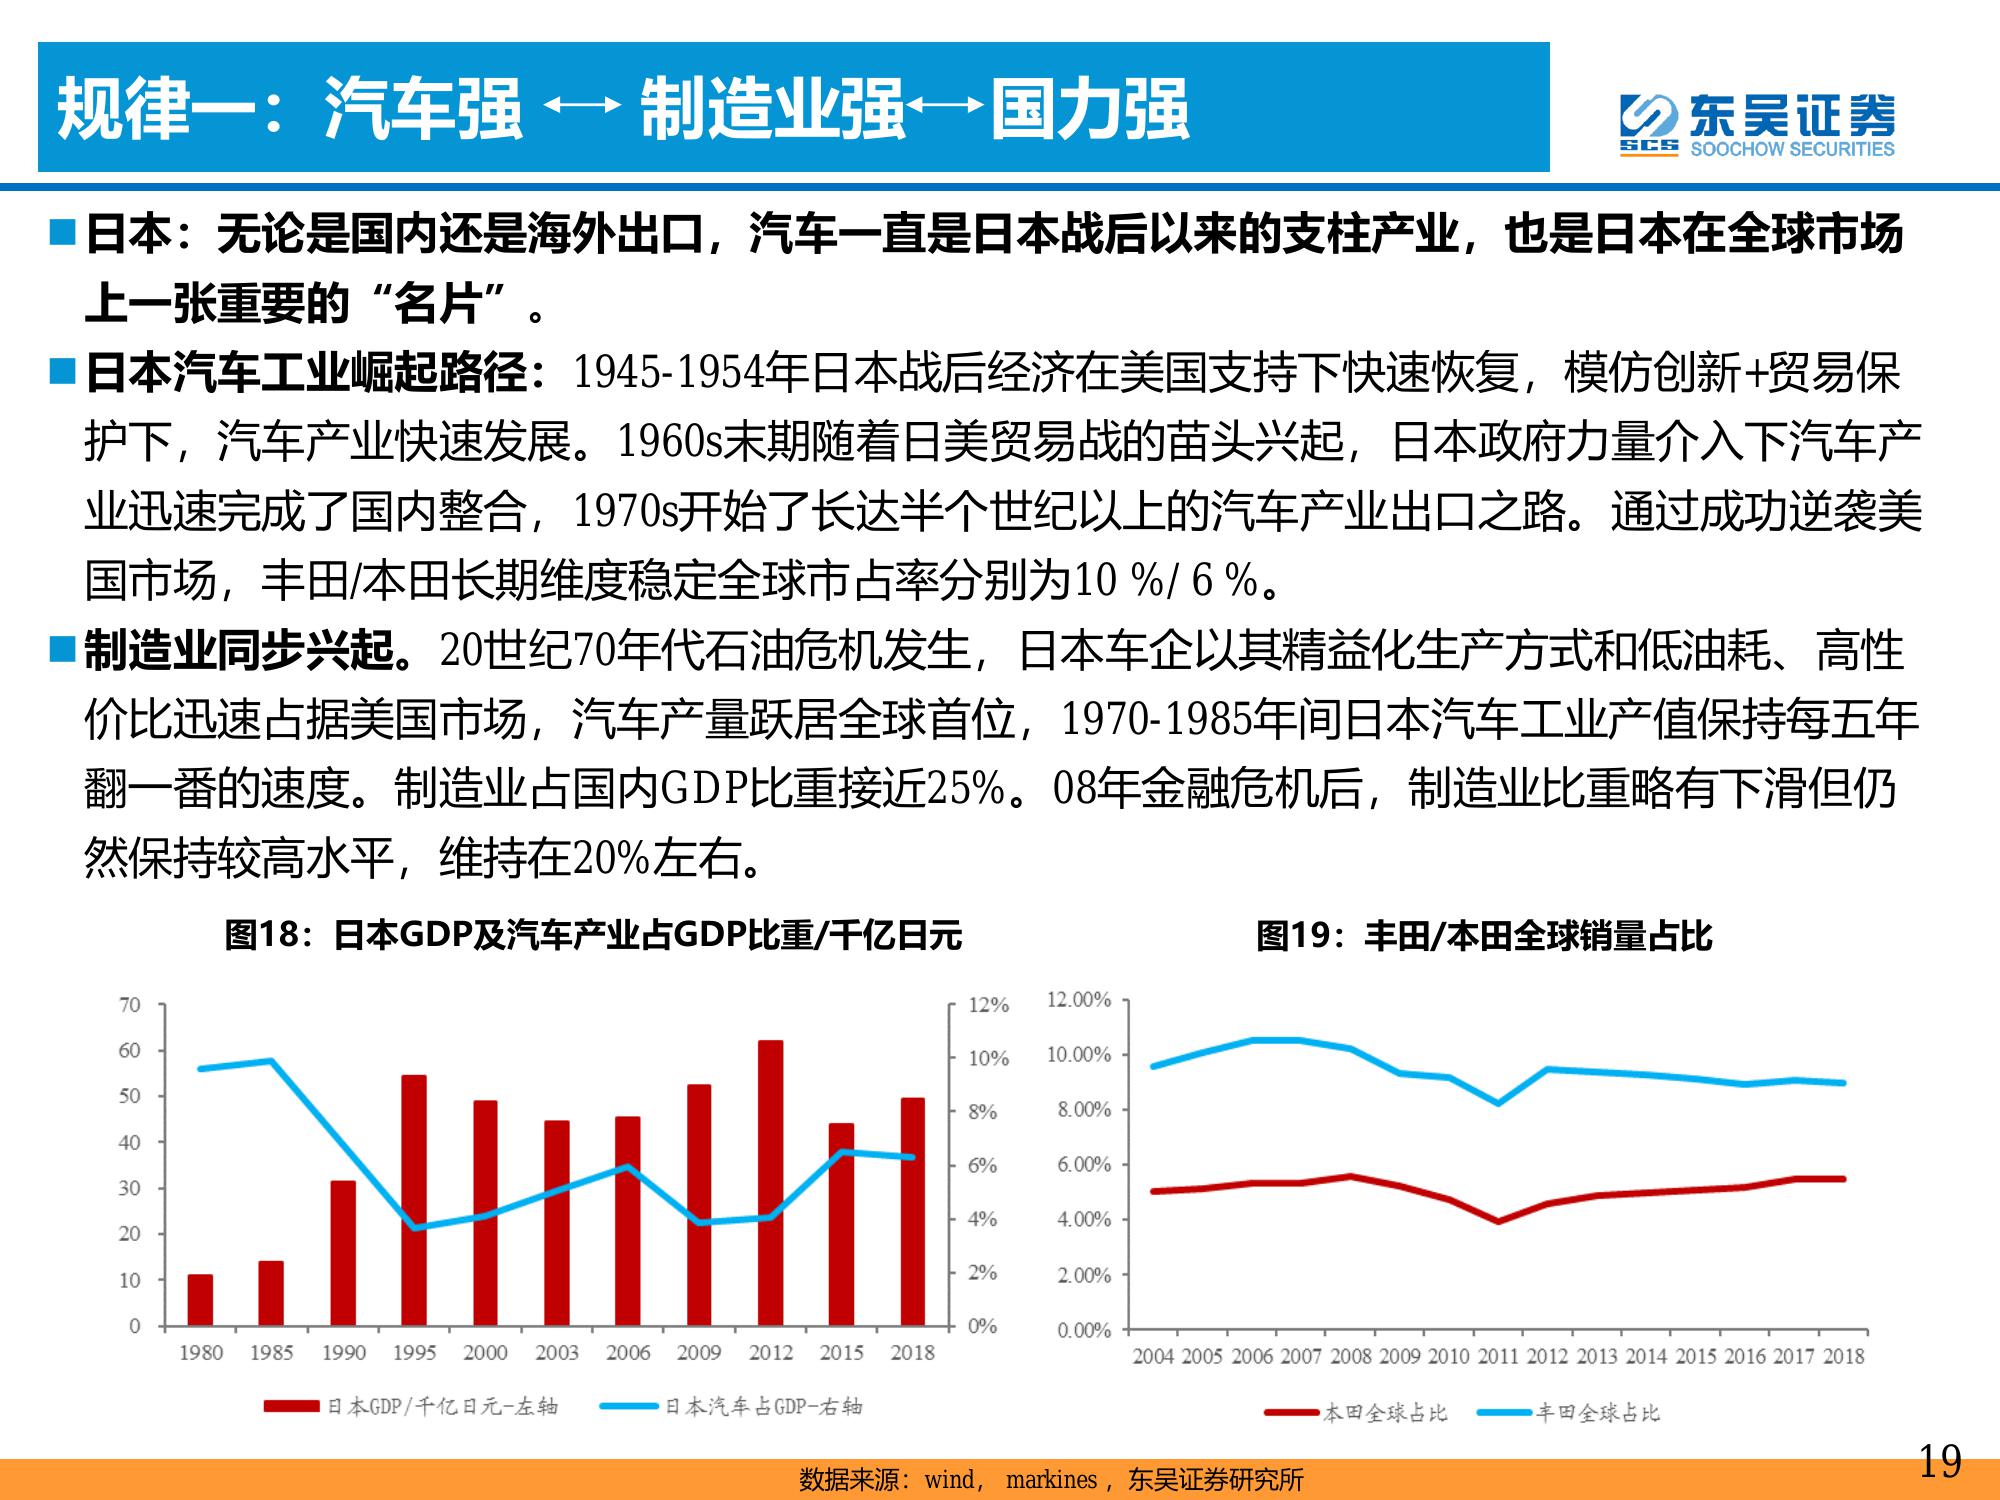 规律一：汽车强 ←→ 制造业强←→国力强
东吴证券
SCS
SOOCHOW SECURITIES
■日本：无论是国内还是海外出口，汽车一直是日本战后以来的支柱产业，也是日本在全球市场
上一张重要的“名片”。
■日本汽车工业崛起路径：1945-1954年日本战后经济在美国支持下快速恢复，模仿创新+贸易保
护下，汽车产业快速发展。1960s末期随着日美贸易战的苗头兴起，日本政府力量介入下汽车产
业迅速完成了国内整合，1970s开始了长达半个世纪以上的汽车产业出口之路。通过成功逆袭美
国市场，丰田/本田长期维度稳定全球市占率分别为10 %/ 6 %。
■制造业同步兴起。20世纪70年代石油危机发生，日本车企以其精益化生产方式和低油耗、高性
价比迅速占据美国市场，汽车产量跃居全球首位，1970-1985年间日本汽车工业产值保持每五年
翻一番的速度。制造业占国内GDP比重接近25%。08年金融危机后，制造业比重略有下滑但仍
然保持较高水平，维持在20%左右。
图18：日本GDP及汽车产业占GDP比重/千亿日元
70
60
50
40
30
20
10
0
12%
10%
8%
6%
4%
2%
0%
1980 1985 1990 1995 2000 2003 2006 2009 2012 2015 2018
日本GDP/千亿日元-左轴 日本汽车占GDP-右轴
图19：丰田/本田全球销量占比
12.00%
10.00%
8.00%
6.00%
4.00%
2.00%
0.00%
2004 2005 2006 2007 2008 2009 2010 2011 2012 2013 2014 2015 2016 2017 2018
本田全球占比 丰田全球占比
数据来源：wind， markines ，东吴证券研究所
19